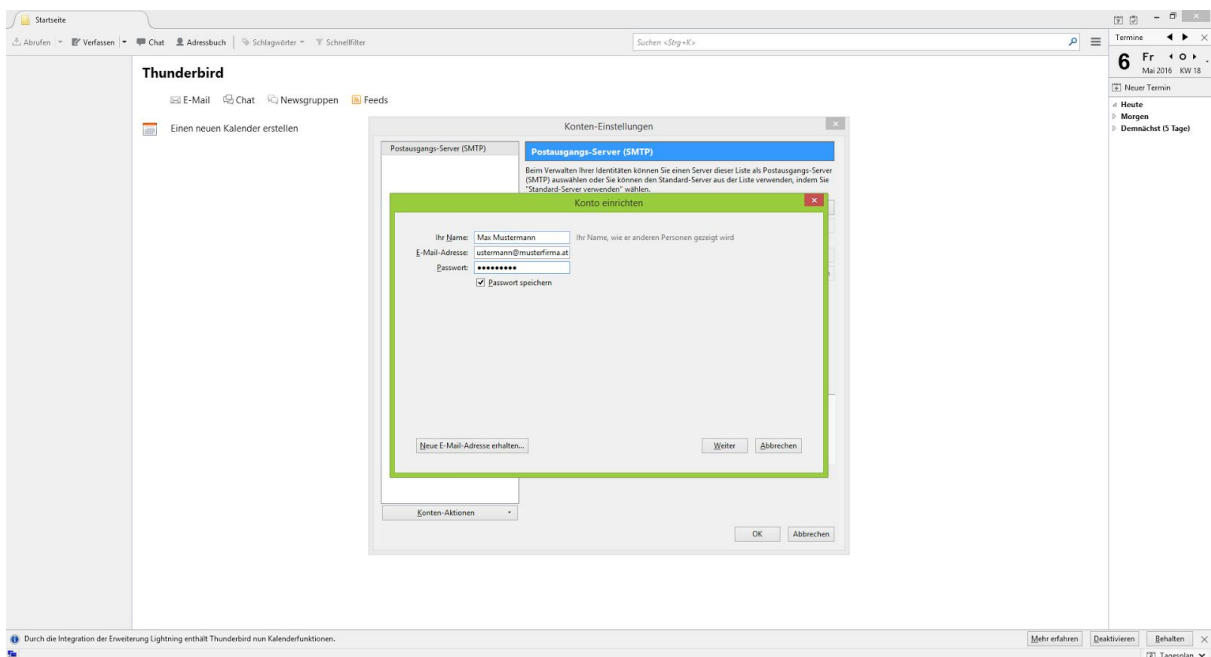 Startseite
Abrufen Verfassen Chat Adressbuch Schlagwörter Schnellfilter Suchen <Strg+K>
Termine
6 Fr
Mai 2016 KW 18
Neuer Termin
Heute
Morgen
Demnächst (5 Tage)
Thunderbird
E-Mail Chat Newsgruppen Feeds
Einen neuen Kalender erstellen
Konten-Einstellungen
Postausgangs-Server (SMTP)
Postausgangs-Server (SMTP)
Beim Verwalten Ihrer Identitäten können Sie einen Server dieser Liste als Postausgangs-Server
(SMTP) auswählen oder Sie können den Standard-Server aus der Liste verwenden, indem Sie
"Standard-Server verwenden" wählen.
Konto einrichten
Ihr Name: Max Mustermann Ihr Name, wie er anderen Personen gezeigt wird
E-Mail-Adresse: ustermann@musterfirma.at
Passwort: •••••••••
Passwort speichern
Neue E-Mail-Adresse erhalten... Weiter Abbrechen
Konten-Aktionen
OK Abbrechen
Durch die Integration der Erweiterung Lightning enthält Thunderbird nun Kalenderfunktionen. Mehr erfahren Deaktivieren Behalten
Tagesplan